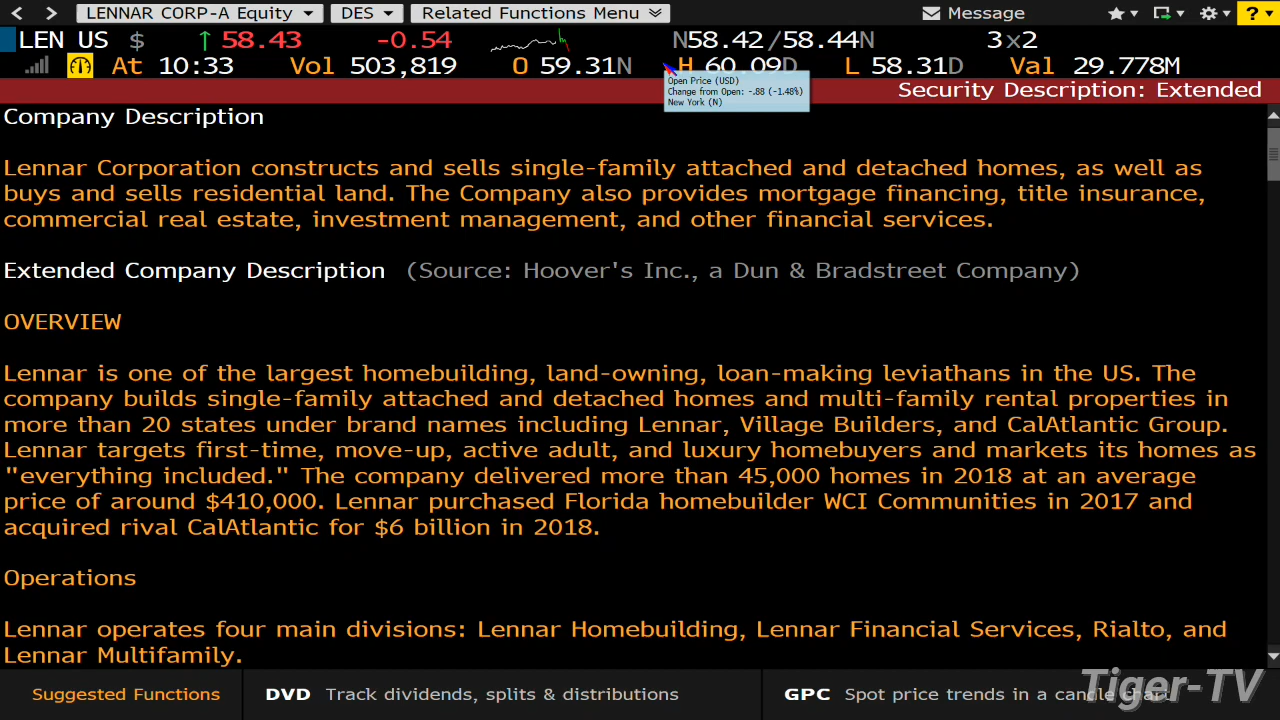 LENNAR CORP-A Equity DES Related Functions Menu Message ?
LEN US $ ↑58.43 -0.54 N58.42/58.44N 3x2
At 10:33 Vol 503,819 O 59.31N H 60.09D L 58.31D Val 29.778M
Open Price (USD)
Change from Open: -.88 (-1.48%)
New York (N)
Security Description: Extended
Company Description
Lennar Corporation constructs and sells single-family attached and detached homes, as well as
buys and sells residential land. The Company also provides mortgage financing, title insurance,
commercial real estate, investment management, and other financial services.
Extended Company Description (Source: Hoover's Inc., a Dun & Bradstreet Company)
OVERVIEW
Lennar is one of the largest homebuilding, land-owning, loan-making leviathans in the US. The
company builds single-family attached and detached homes and multi-family rental properties in
more than 20 states under brand names including Lennar, Village Builders, and CalAtlantic Group.
Lennar targets first-time, move-up, active adult, and luxury homebuyers and markets its homes as
"everything included." The company delivered more than 45,000 homes in 2018 at an average
price of around $410,000. Lennar purchased Florida homebuilder WCI Communities in 2017 and
acquired rival CalAtlantic for $6 billion in 2018.
Operations
Lennar operates four main divisions: Lennar Homebuilding, Lennar Financial Services, Rialto, and
Lennar Multifamily.
Suggested Functions DVD Track dividends, splits & distributions GPC Spot price trends in a candle chart
Tiger-TV